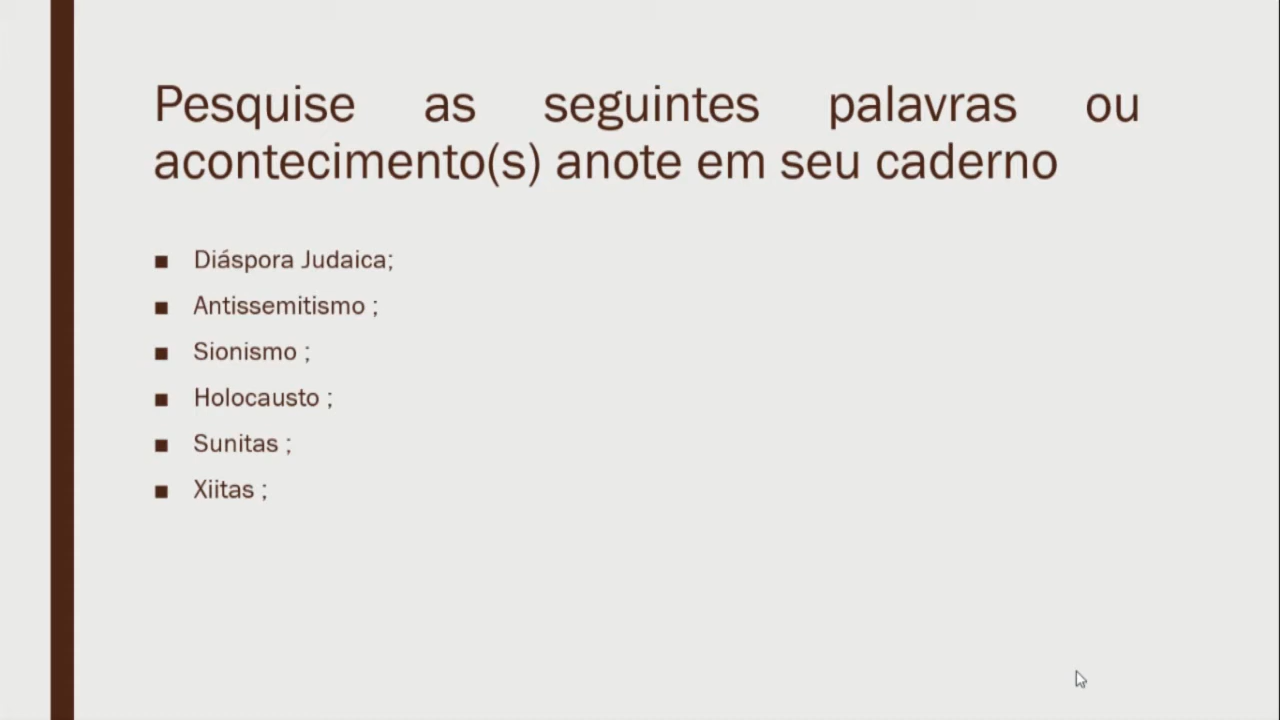 Pesquise as seguintes palavras ou
acontecimento(s) anote em seu caderno
■ Diáspora Judaica;
■ Antissemitismo ;
■ Sionismo ;
■ Holocausto ;
■ Sunitas ;
■ Xiitas ;